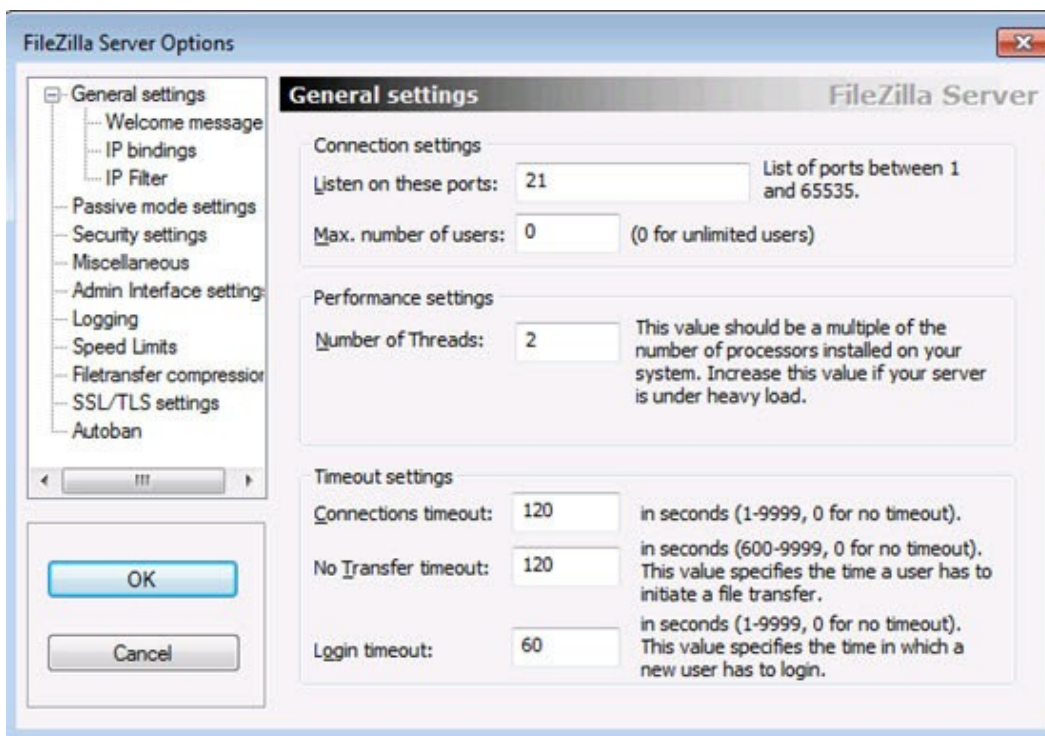 FileZilla Server Options
General settings
Welcome message
IP bindings
IP Filter
Passive mode settings
Security settings
Miscellaneous
Admin Interface setting
Logging
Speed Limits
Filetransfer compression
SSL/TLS settings
Autoban
OK
Cancel
General settings
FileZilla Server
Connection settings
Listen on these ports: 21 List of ports between 1
and 65535.
Max. number of users: 0 (0 for unlimited users)
Performance settings
Number of Threads: 2 This value should be a multiple of the
number of processors installed on your
system. Increase this value if your server
is under heavy load.
Timeout settings
Connections timeout: 120 in seconds (1-9999, 0 for no timeout).
No Transfer timeout: 120 in seconds (600-9999, 0 for no timeout).
This value specifies the time a user has to
initiate a file transfer.
Login timeout: 60 in seconds (1-9999, 0 for no timeout).
This value specifies the time in which a
new user has to login.